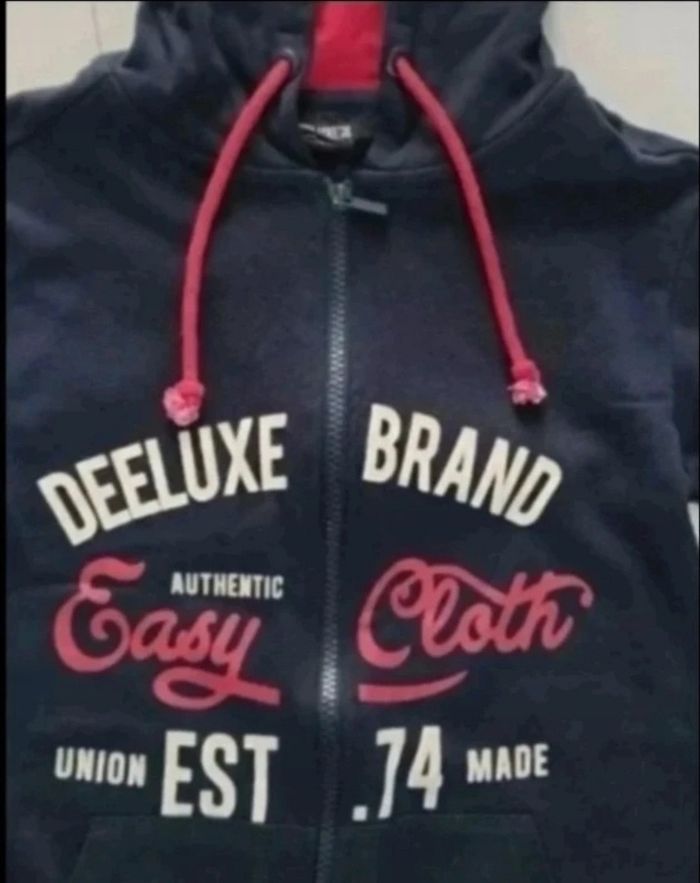 DEELUXE BRAND
AUTHENTIC
Easy Cloth
UNION EST .74 MADE